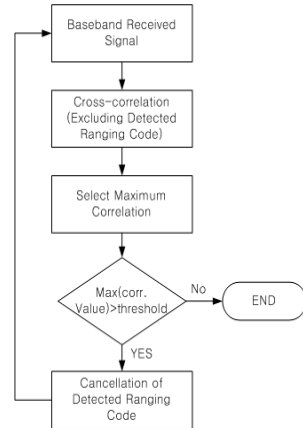 Baseband Received
Signal
Cross-correlation
(Excluding Detected
Ranging Code)
Select Maximum
Correlation
Max(corr.
Value)>threshold
No
END
YES
Cancellation of
Detected Ranging
Code